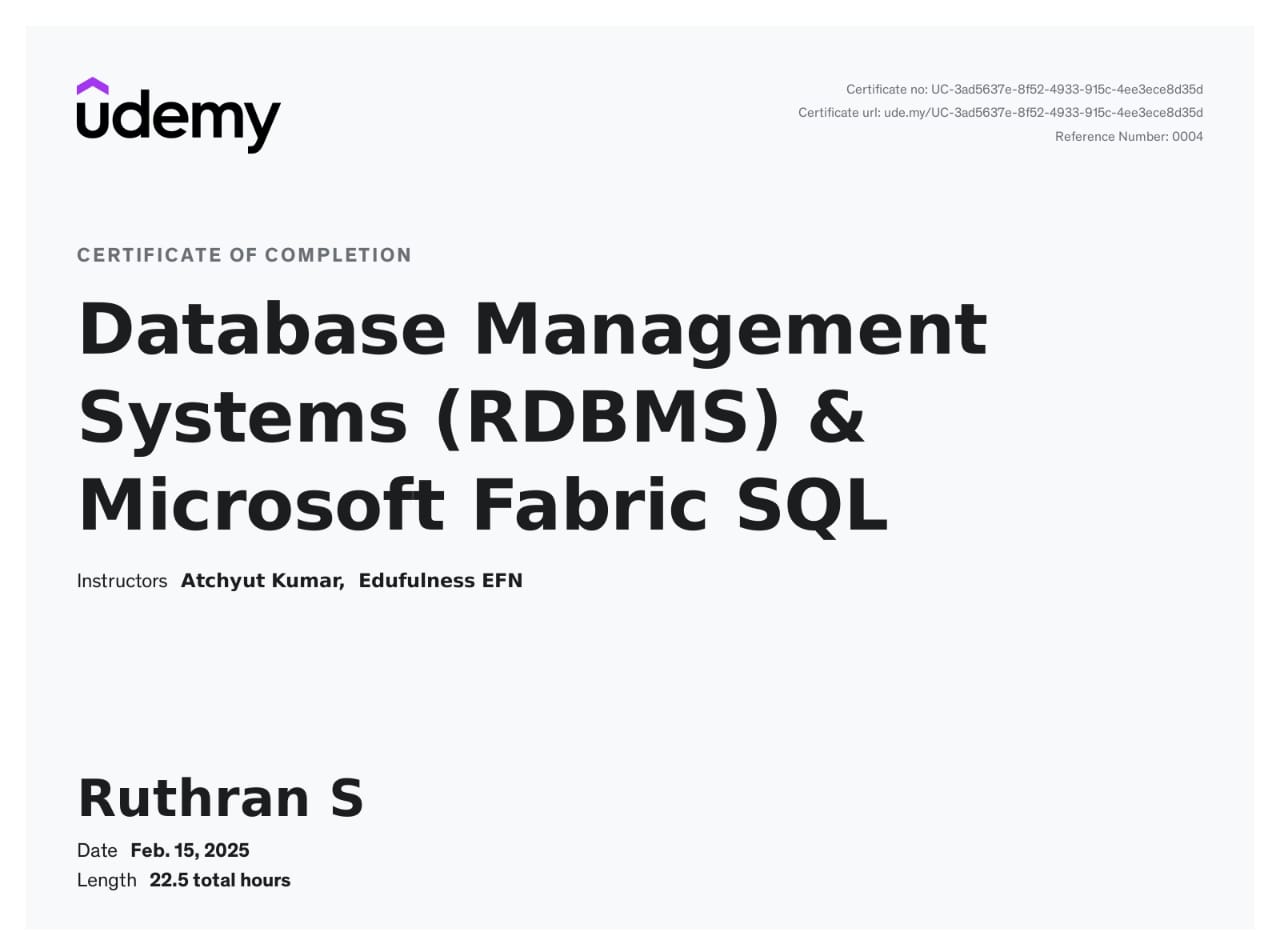 udemy
Certificate no: UC-3ad5637e-8f52-4933-915c-4ee3ece8d35d
Certificate url: ude.my/UC-3ad5637e-8f52-4933-915c-4ee3ece8d35d
Reference Number: 0004
CERTIFICATE OF COMPLETION
Database Management
Systems (RDBMS) &
Microsoft Fabric SQL
Instructors Atchyut Kumar, Edufulness EFN
Ruthran S
Date Feb. 15, 2025
Length 22.5 total hours